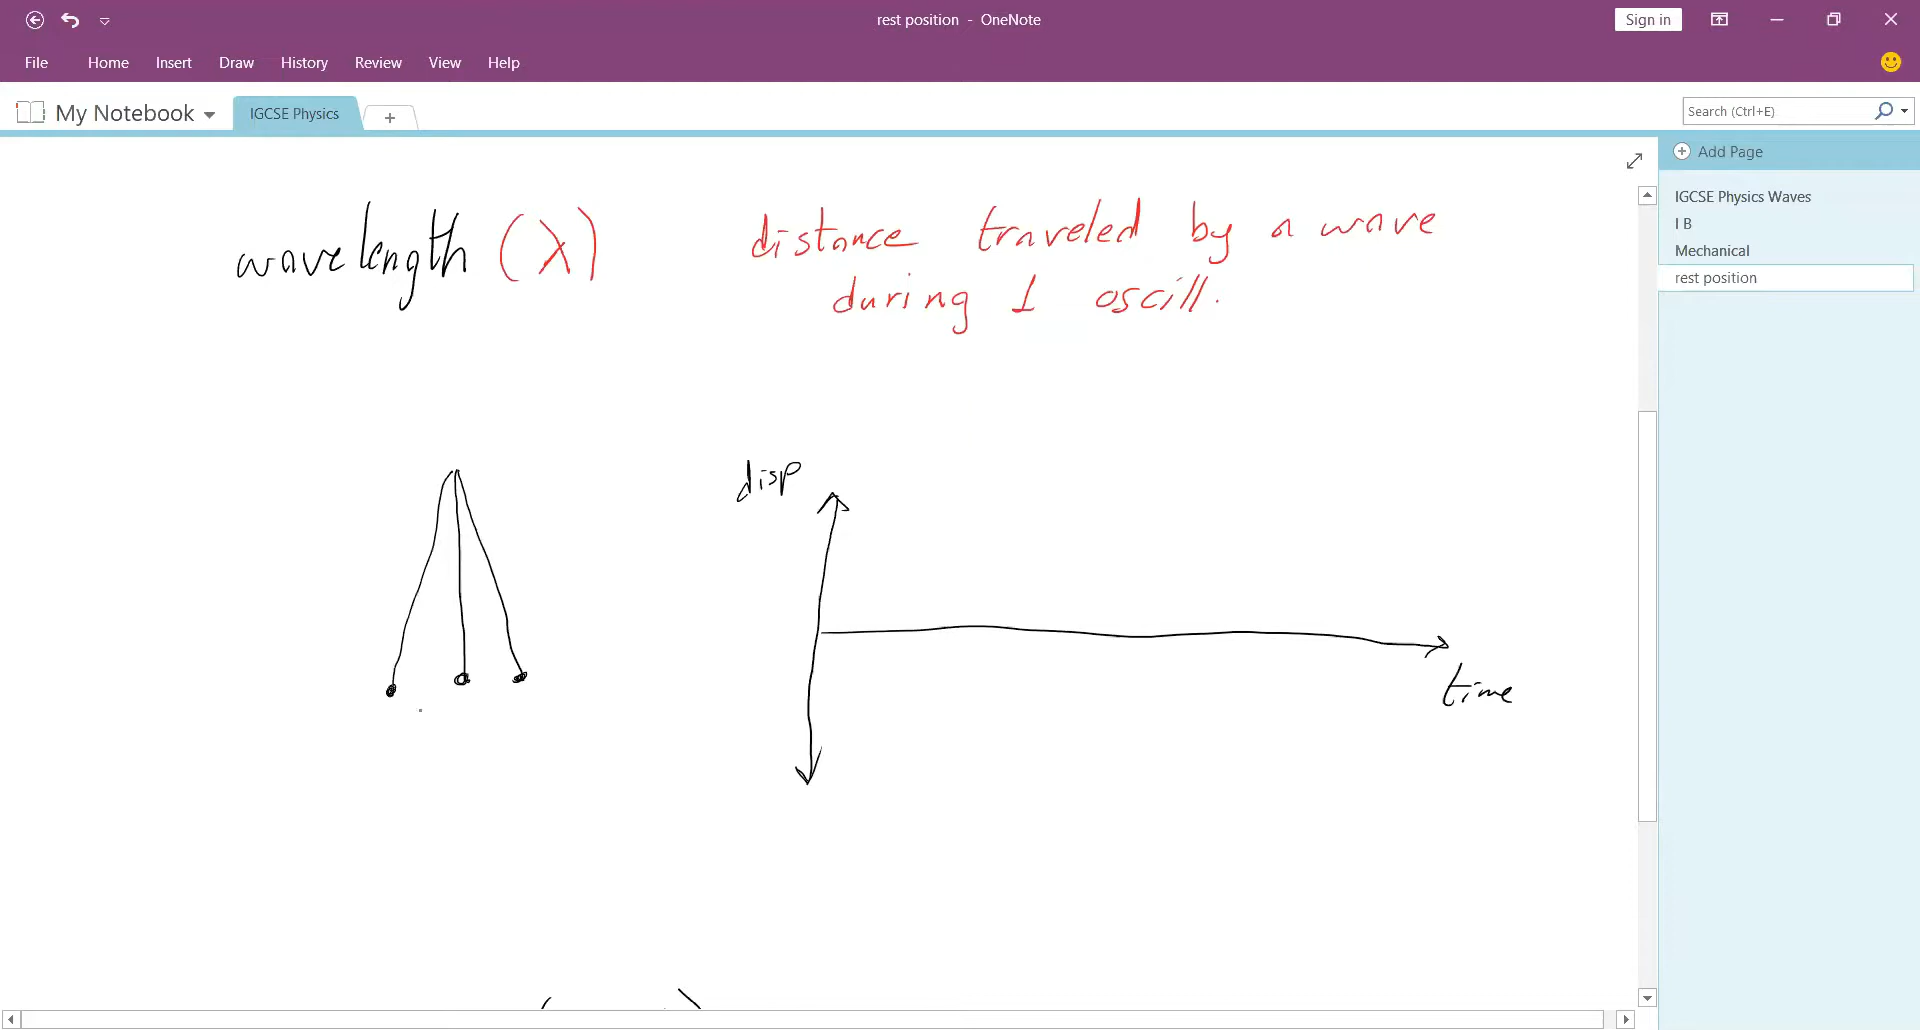 rest position - OneNote
Sign in
File Home Insert Draw History Review View Help
My Notebook
IGCSE Physics
+
Search (Ctrl+E)
Add Page
IGCSE Physics Waves
I B
Mechanical
rest position
wavelength (λ)
distance traveled by a wave
during 1 oscill.
disp
time